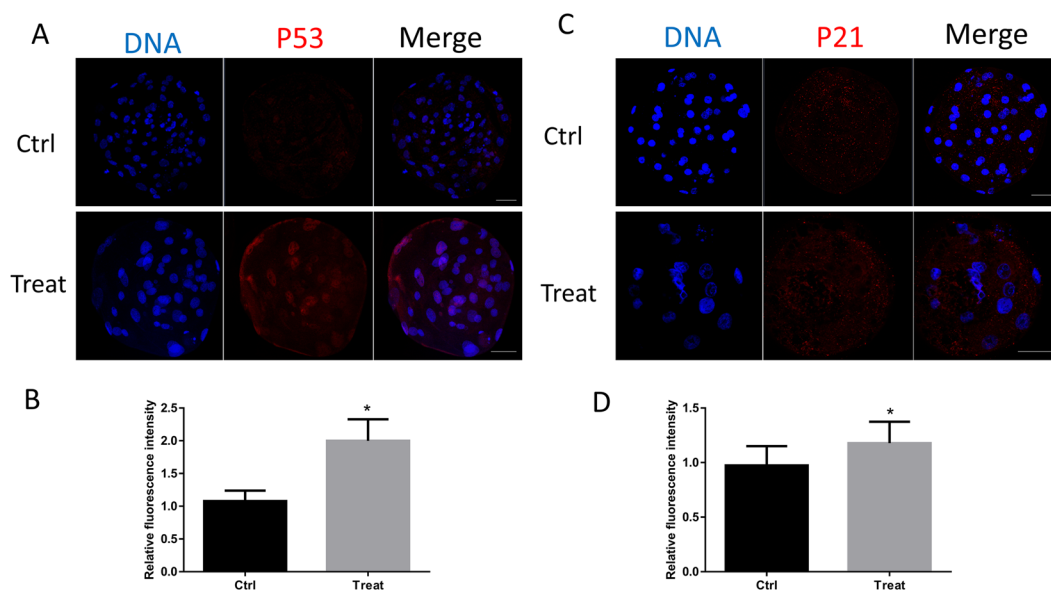 A
DNA P53 Merge
Ctrl
Treat
C
DNA P21 Merge
Ctrl
Treat
B
Relative fluorescence intensity
2.5
2.0
1.5
1.0
0.5
0.0
*
Ctrl Treat
D
Relative fluorescence intensity
1.5
1.0
0.5
0.0
*
Ctrl Treat